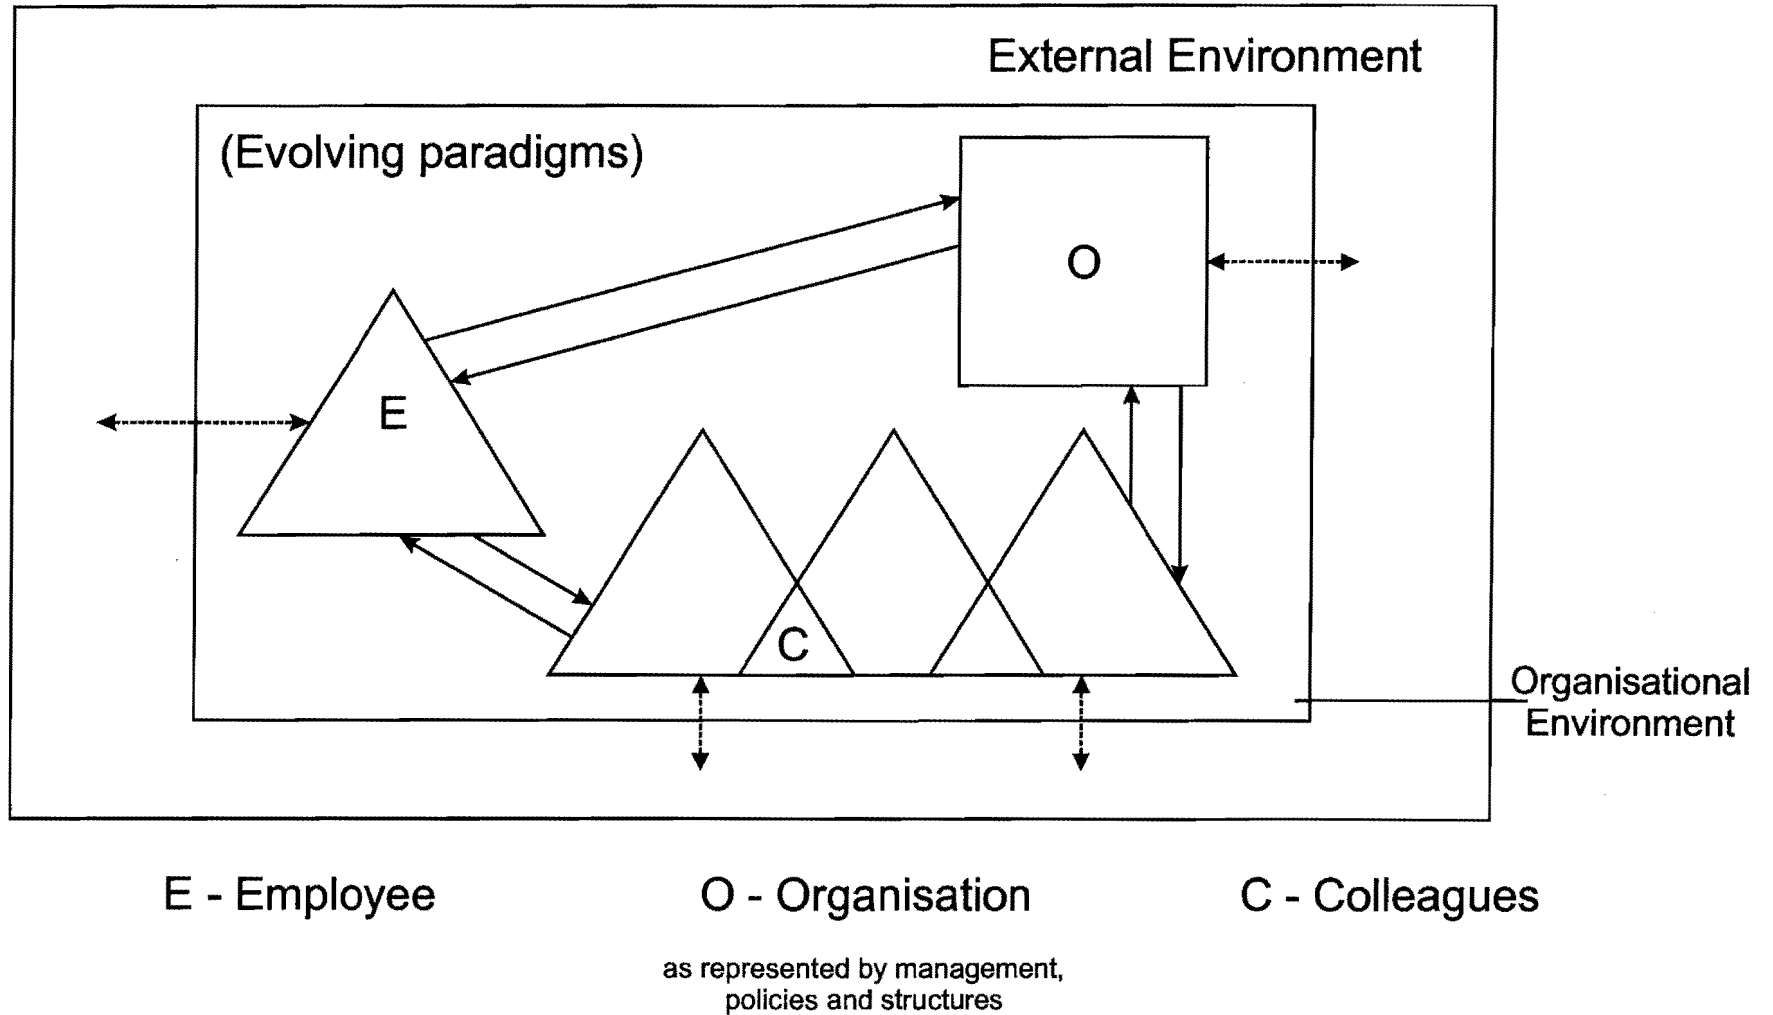 External Environment
(Evolving paradigms)
O
E
C
Organisational
Environment
E - Employee
O - Organisation
C - Colleagues
as represented by management,
policies and structures